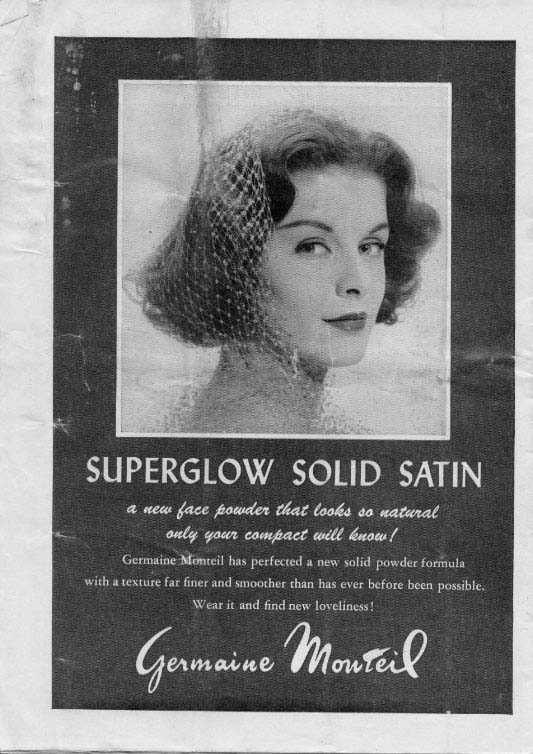 SUPERGLOW SOLID SATIN
a new face powder that looks so natural
only your compact will know!
Germaine Monteil has perfected a new solid powder formula
with a texture far finer and smoother than has ever before been possible.
Wear it and find new loveliness!
Germaine Monteil